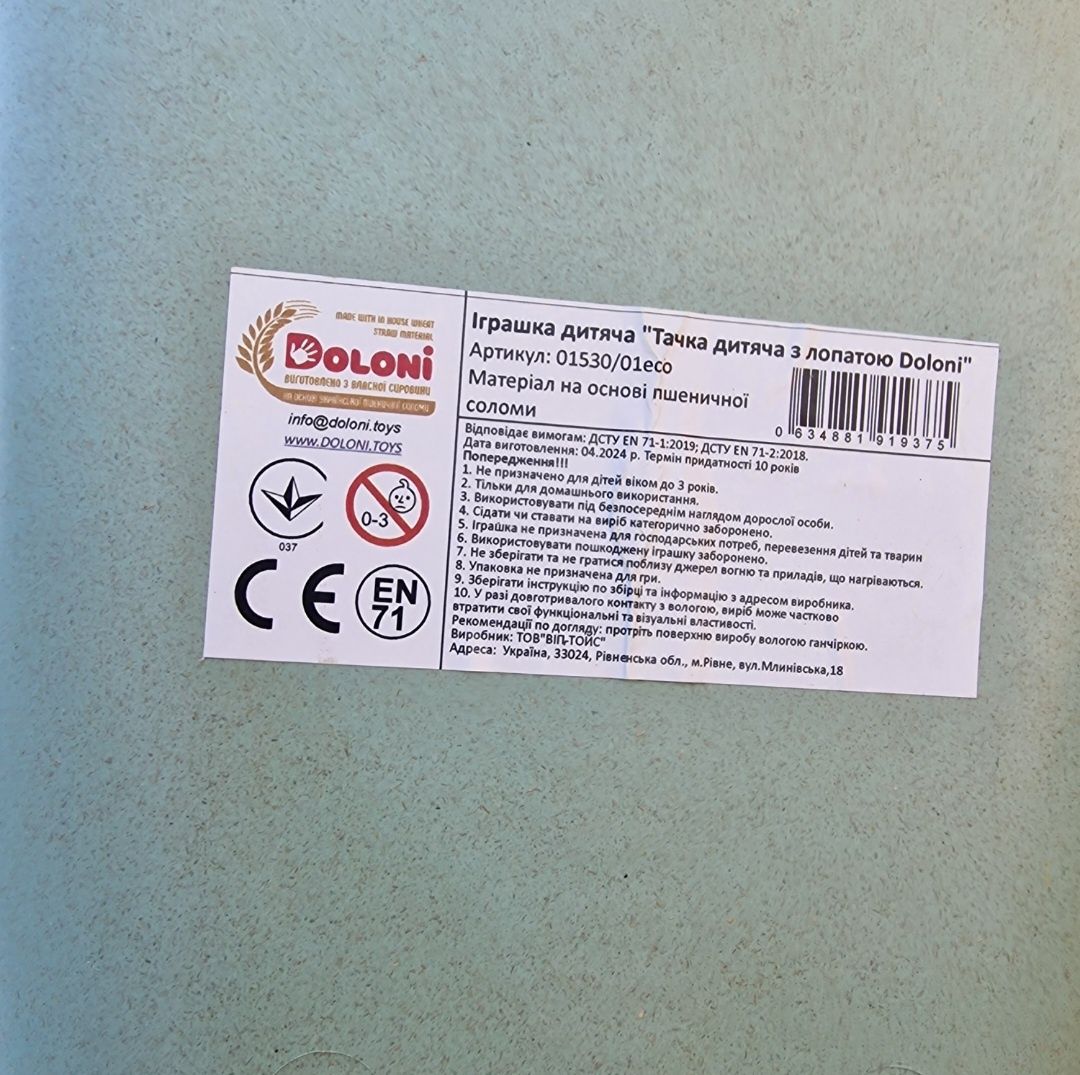 MADE WITH IN HOUSE WHEAT
STRAW MATERIAL
DOLONi
ВИГОТОВЛЕНО З ВЛАСНОЇ СИРОВИНИ
НА ОСНОВІ УКРАЇНСЬКОЇ ПШЕНИЧНОЇ СОЛОМИ
info@doloni.toys
www.DOLONI.TOYS
037
0-3
CE
EN
71
Іграшка дитяча "Тачка дитяча з лопатою Doloni"
Артикул: 01530/01eco
Матеріал на основі пшеничної
соломи
0 634881 919375
Відповідає вимогам: ДСТУ EN 71-1:2019; ДСТУ EN 71-2:2018.
Дата виготовлення: 04.2024 р. Термін придатності 10 років
Попередження!!!
1. Не призначено для дітей віком до 3 років.
2. Тільки для домашнього використання.
3. Використовувати під безпосереднім наглядом дорослої особи.
4. Сідати чи ставати на виріб категорично заборонено.
5. Іграшка не призначена для господарських потреб, перевезення дітей та тварин
6. Використовувати пошкоджену іграшку заборонено.
7. Не зберігати та не гратися поблизу джерел вогню та приладів, що нагріваються.
8. Упаковка не призначена для гри.
9. Зберігати інструкцію по збірці та інформацію з адресом виробника.
10. У разі довготривалого контакту з вологою, виріб може частково
втратити свої функціональні та візуальні властивості.
Рекомендації по догляду: протріть поверхню виробу вологою ганчіркою.
Виробник: ТОВ"ВІП-ТОЙС"
Адреса: Україна, 33024, Рівненська обл., м.Рівне, вул.Млинівська,18